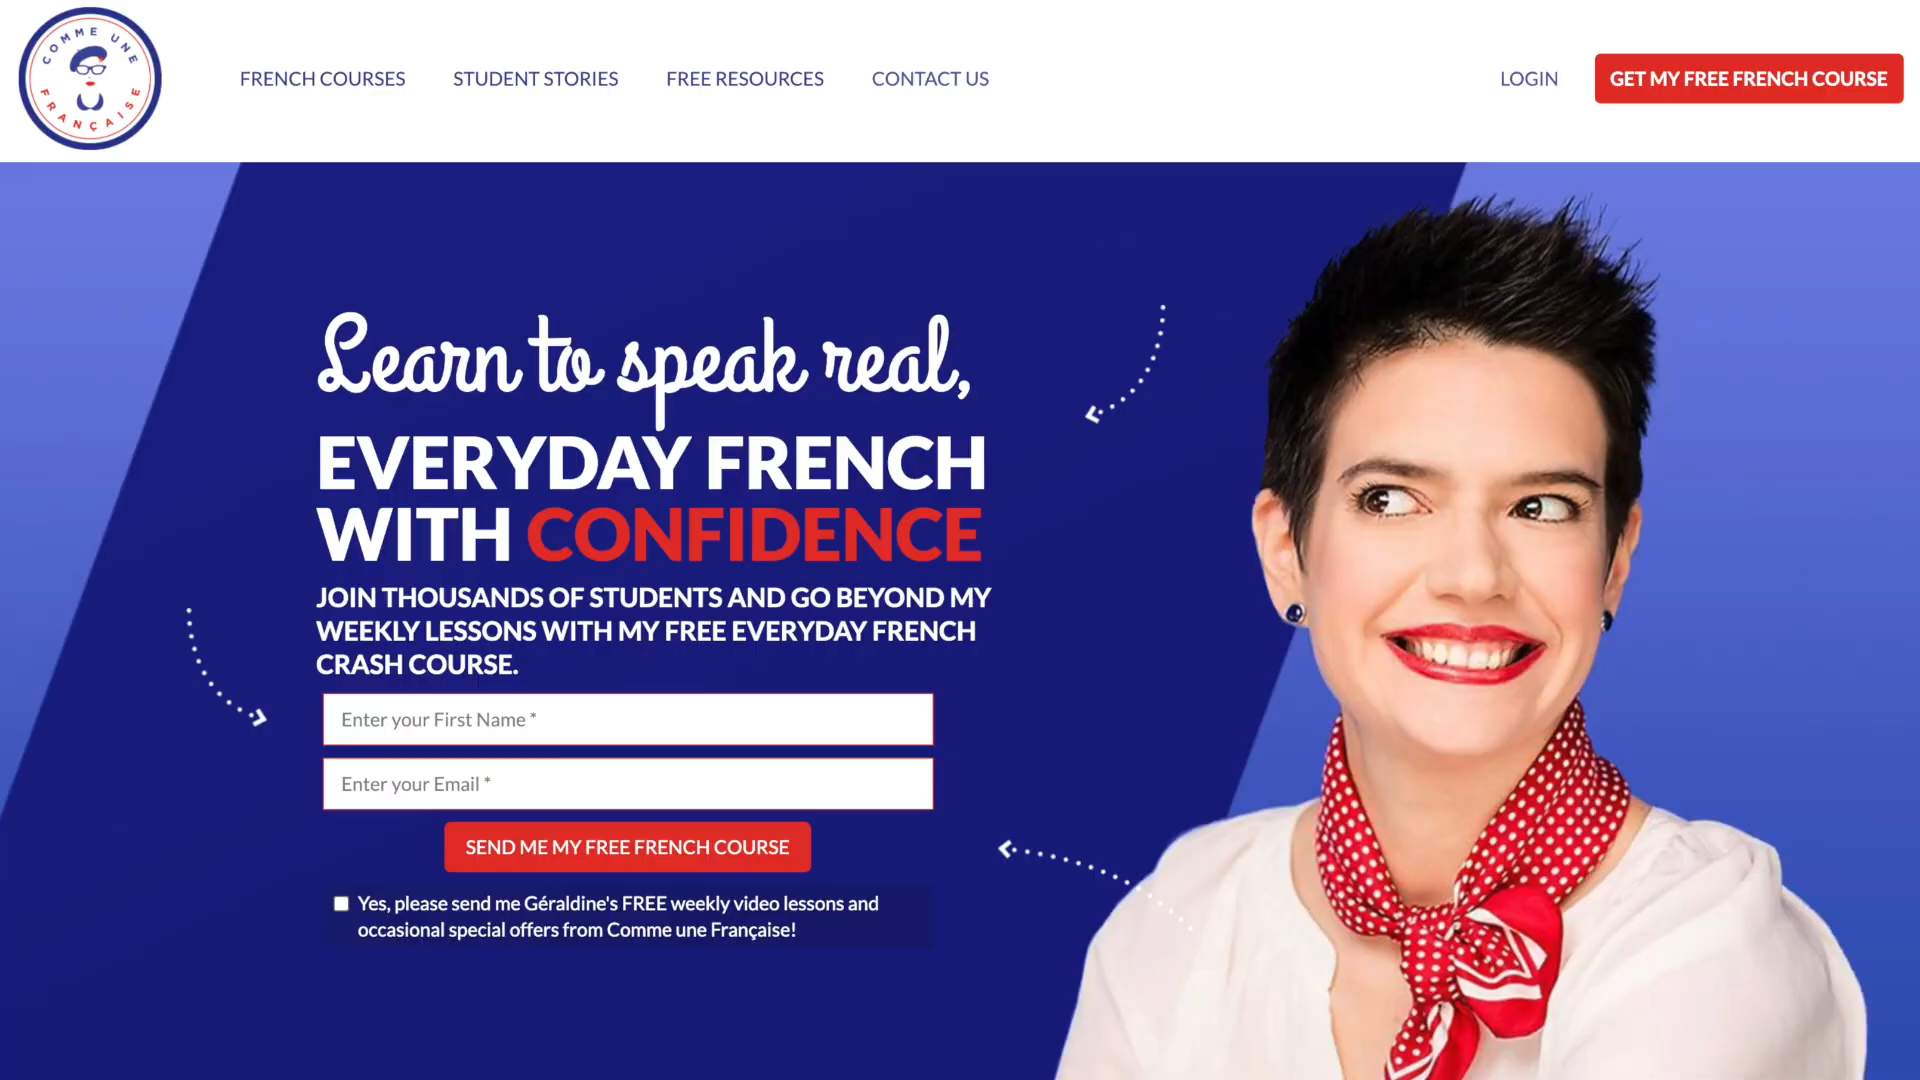 COMME UNE
FRANÇAISE
FRENCH COURSES
STUDENT STORIES
FREE RESOURCES
CONTACT US
LOGIN
GET MY FREE FRENCH COURSE
Learn to speak real,
EVERYDAY FRENCH
WITH CONFIDENCE
JOIN THOUSANDS OF STUDENTS AND GO BEYOND MY
WEEKLY LESSONS WITH MY FREE EVERYDAY FRENCH
CRASH COURSE.
Enter your First Name *
Enter your Email *
SEND ME MY FREE FRENCH COURSE
Yes, please send me Géraldine's FREE weekly video lessons and
occasional special offers from Comme une Française!